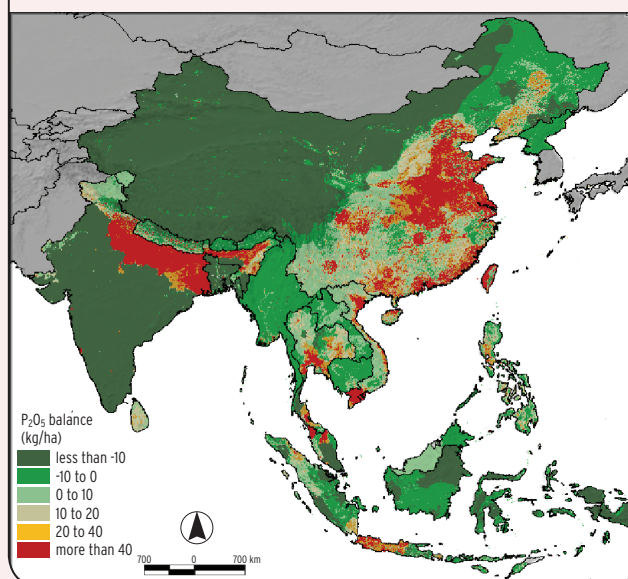 P₂O₅ balance
(kg/ha)
less than -10
-10 to 0
0 to 10
10 to 20
20 to 40
more than 40
700 0 700 km